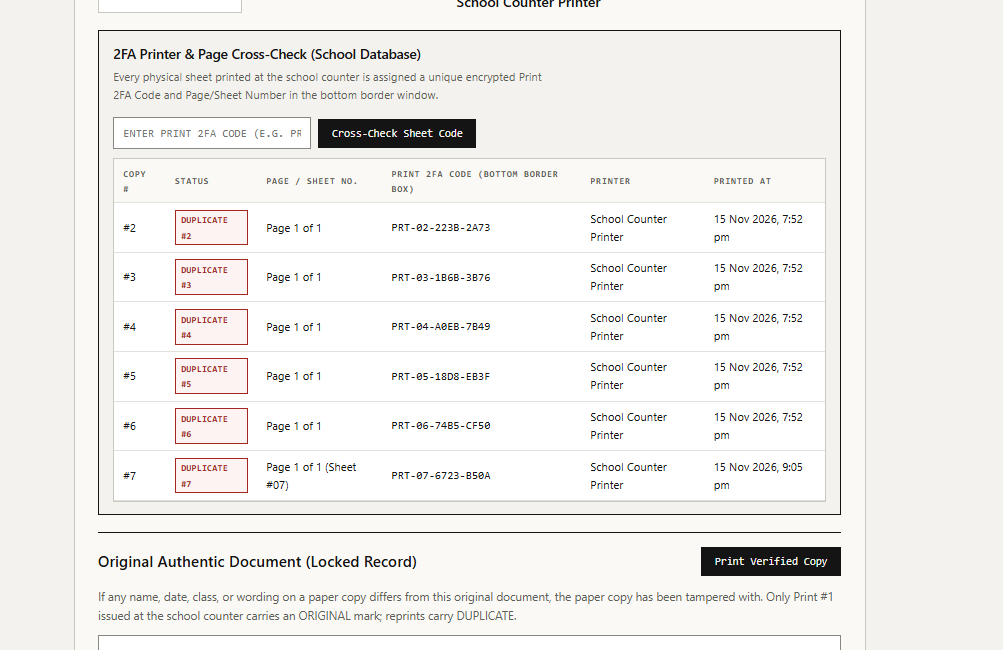 School Counter Printer
2FA Printer & Page Cross-Check (School Database)
Every physical sheet printed at the school counter is assigned a unique encrypted Print
2FA Code and Page/Sheet Number in the bottom border window.
ENTER PRINT 2FA CODE (E.G. PR
Cross-Check Sheet Code
COPY # STATUS PAGE / SHEET NO. PRINT 2FA CODE (BOTTOM BORDER BOX) PRINTER PRINTED AT
#2 DUPLICATE #2 Page 1 of 1 PRT-02-223B-2A73 School Counter Printer 15 Nov 2026, 7:52 pm
#3 DUPLICATE #3 Page 1 of 1 PRT-03-1B6B-3B76 School Counter Printer 15 Nov 2026, 7:52 pm
#4 DUPLICATE #4 Page 1 of 1 PRT-04-A0EB-7B49 School Counter Printer 15 Nov 2026, 7:52 pm
#5 DUPLICATE #5 Page 1 of 1 PRT-05-18D8-EB3F School Counter Printer 15 Nov 2026, 7:52 pm
#6 DUPLICATE #6 Page 1 of 1 PRT-06-74B5-CF50 School Counter Printer 15 Nov 2026, 7:52 pm
#7 DUPLICATE #7 Page 1 of 1 (Sheet #07) PRT-07-6723-B50A School Counter Printer 15 Nov 2026, 9:05 pm
Original Authentic Document (Locked Record)
Print Verified Copy
If any name, date, class, or wording on a paper copy differs from this original document, the paper copy has been tampered with. Only Print #1
issued at the school counter carries an ORIGINAL mark; reprints carry DUPLICATE.